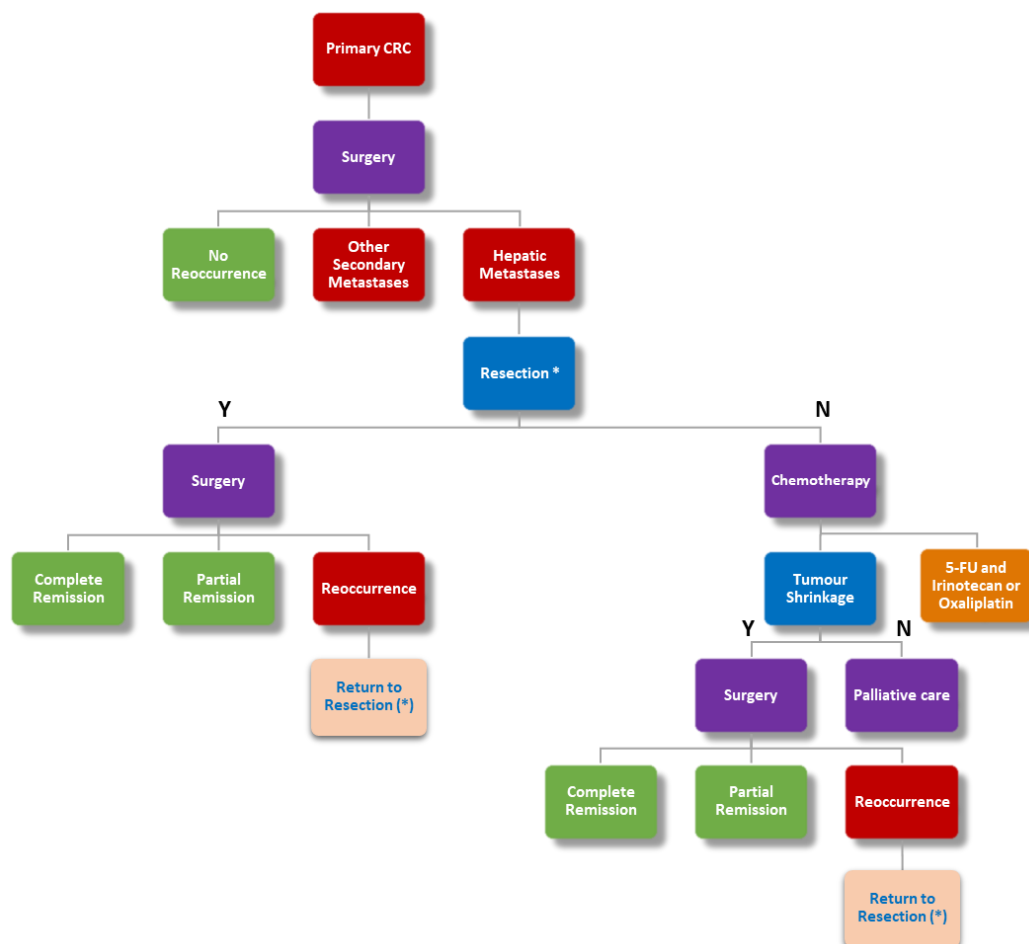 Primary CRC
Surgery
No
Reoccurrence
Other
Secondary
Metastases
Hepatic
Metastases
Resection *
Y
N
Surgery
Chemotherapy
Complete
Remission
Partial
Remission
Reoccurrence
Tumour
Shrinkage
5-FU and
Irinotecan or
Oxaliplatin
Y
N
Return to
Resection (*)
Surgery
Palliative care
Complete
Remission
Partial
Remission
Reoccurrence
Return to
Resection (*)